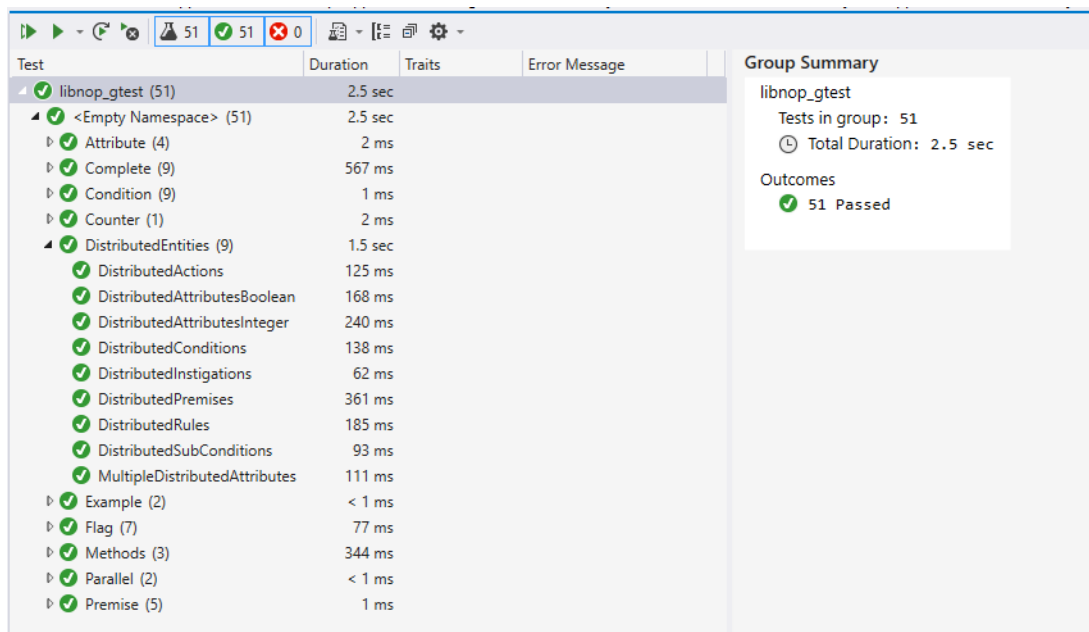 51 51 0
Test Duration Traits Error Message
libnop_gtest (51) 2.5 sec
<Empty Namespace> (51) 2.5 sec
Attribute (4) 2 ms
Complete (9) 567 ms
Condition (9) 1 ms
Counter (1) 2 ms
DistributedEntities (9) 1.5 sec
DistributedActions 125 ms
DistributedAttributesBoolean 168 ms
DistributedAttributesInteger 240 ms
DistributedConditions 138 ms
DistributedInstigations 62 ms
DistributedPremises 361 ms
DistributedRules 185 ms
DistributedSubConditions 93 ms
MultipleDistributedAttributes 111 ms
Example (2) < 1 ms
Flag (7) 77 ms
Methods (3) 344 ms
Parallel (2) < 1 ms
Premise (5) 1 ms
Group Summary
libnop_gtest
Tests in group: 51
Total Duration: 2.5 sec
Outcomes
51 Passed